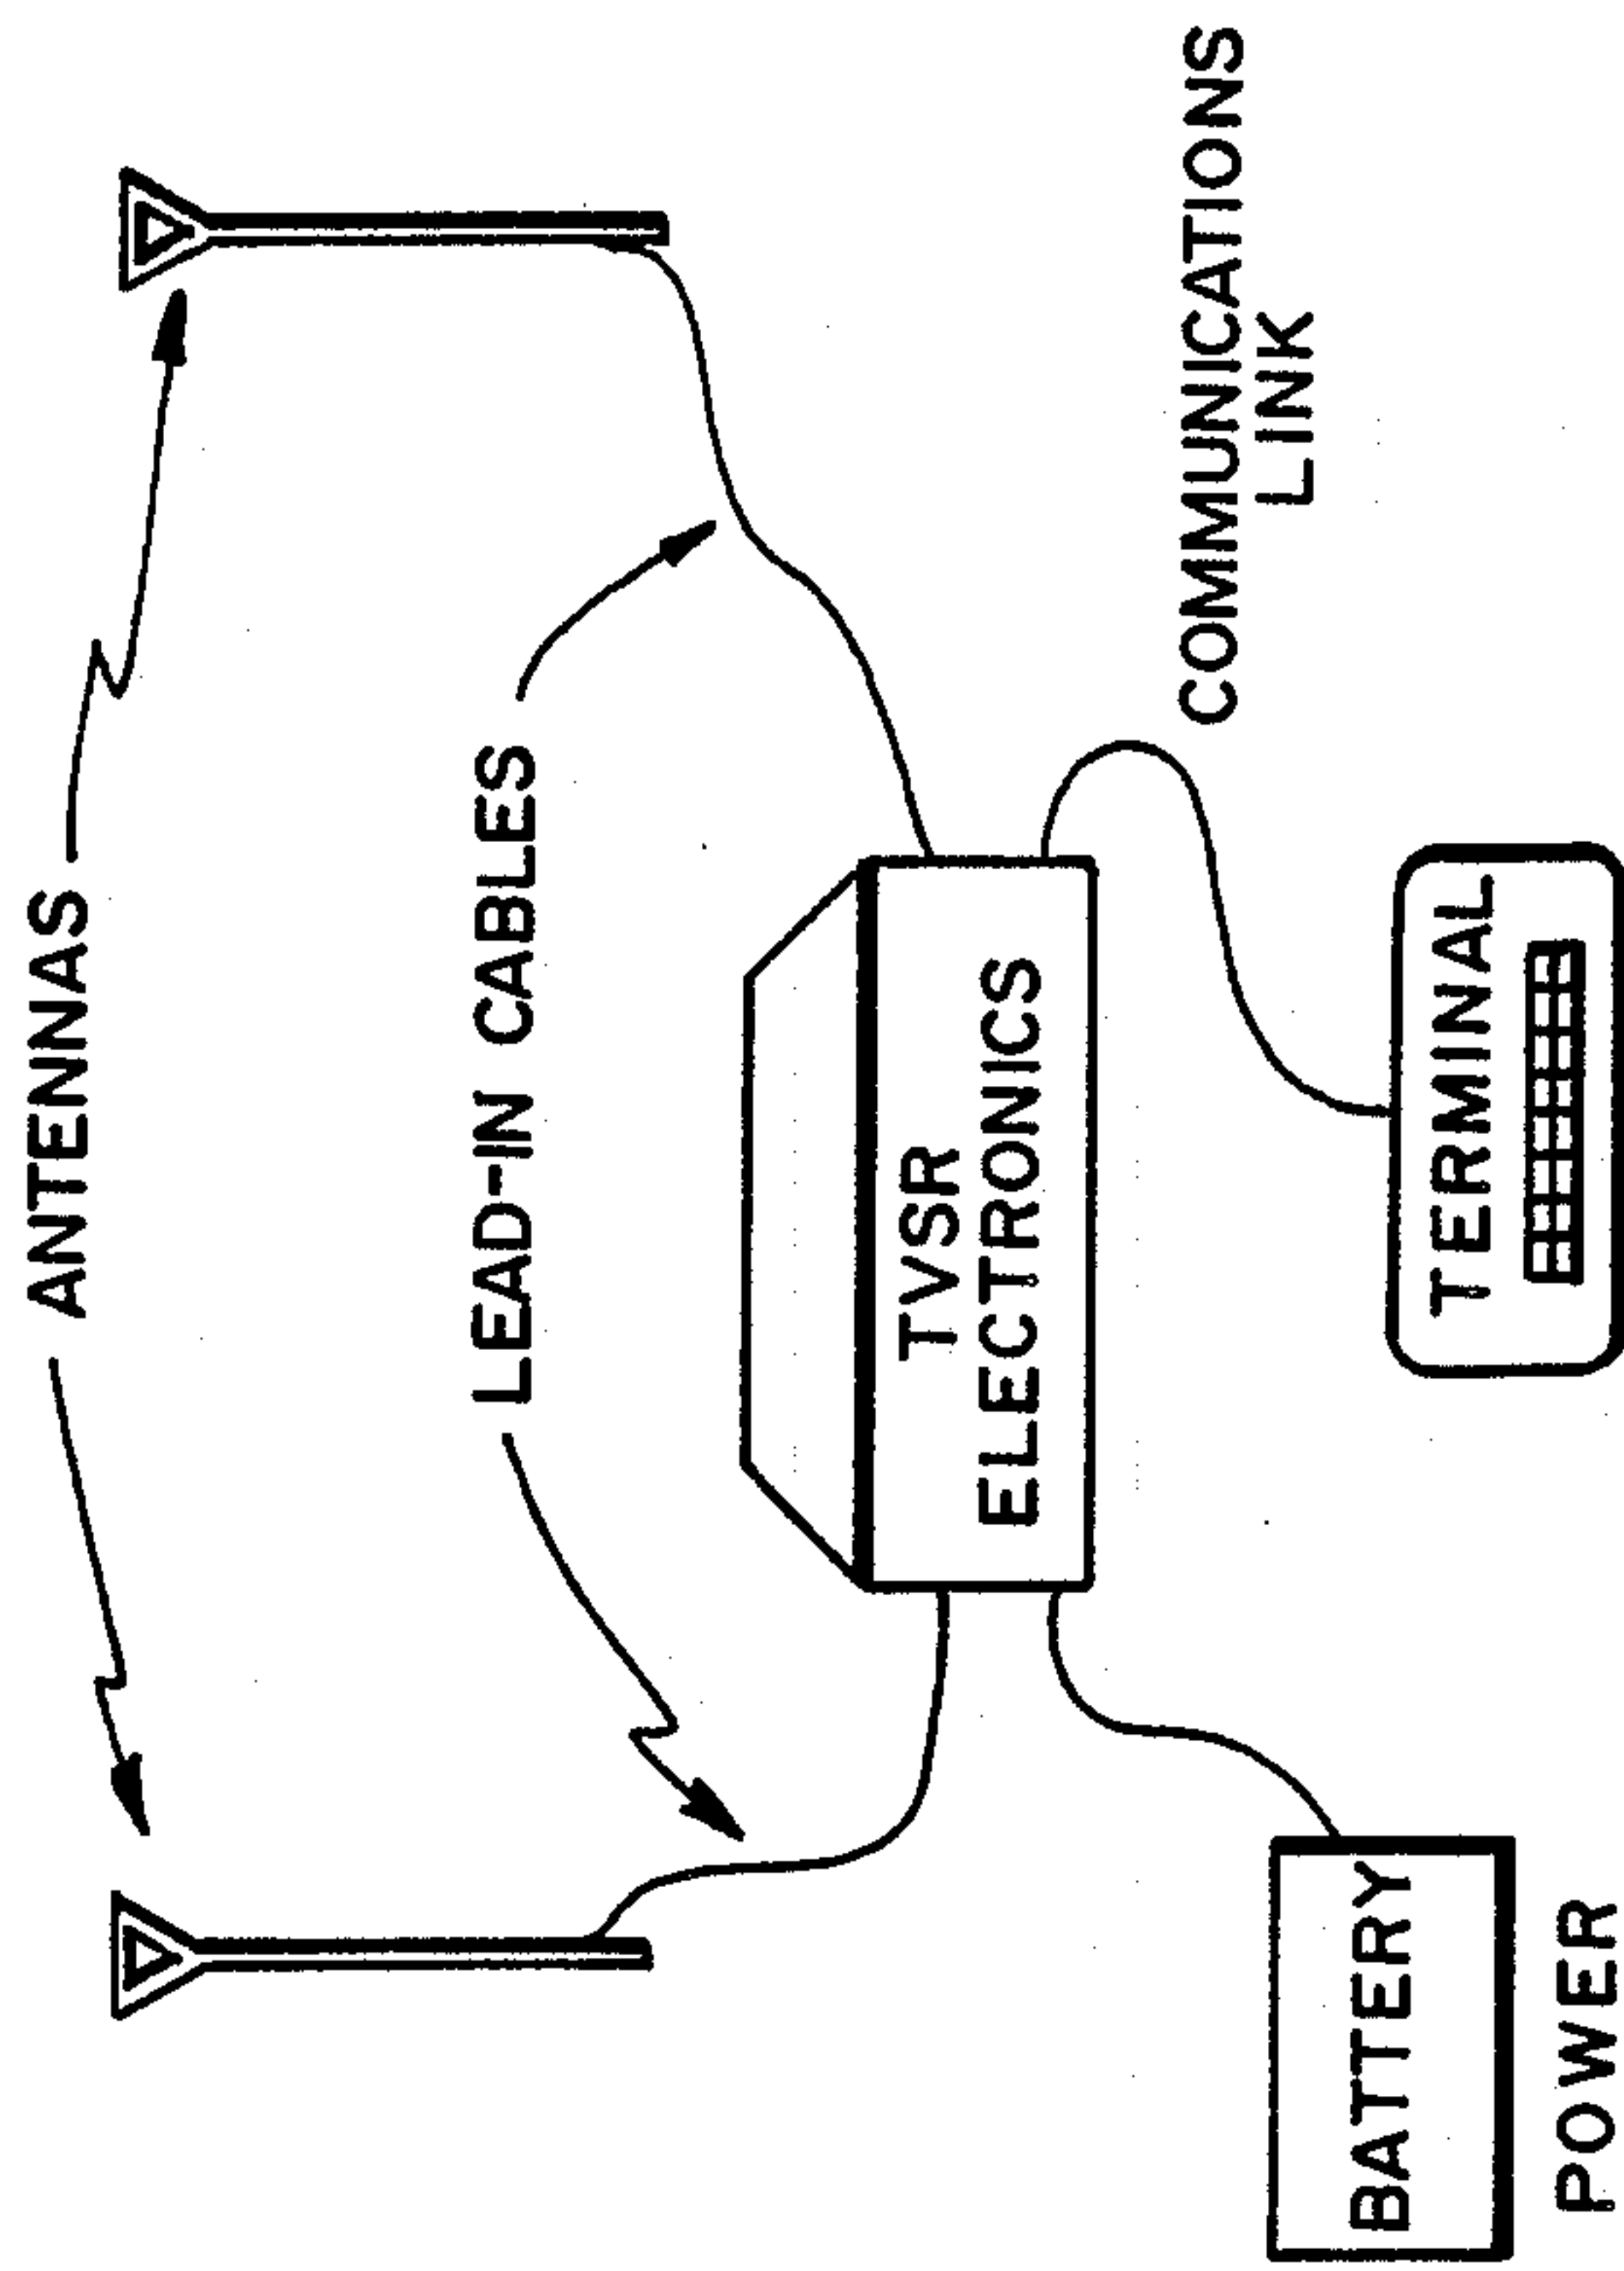 ANTENNAS
LEAD-IN CABLES
TVSR
ELECTRONICS
COMMUNICATIONS
LINK
BATTERY
TERMINAL
POWER